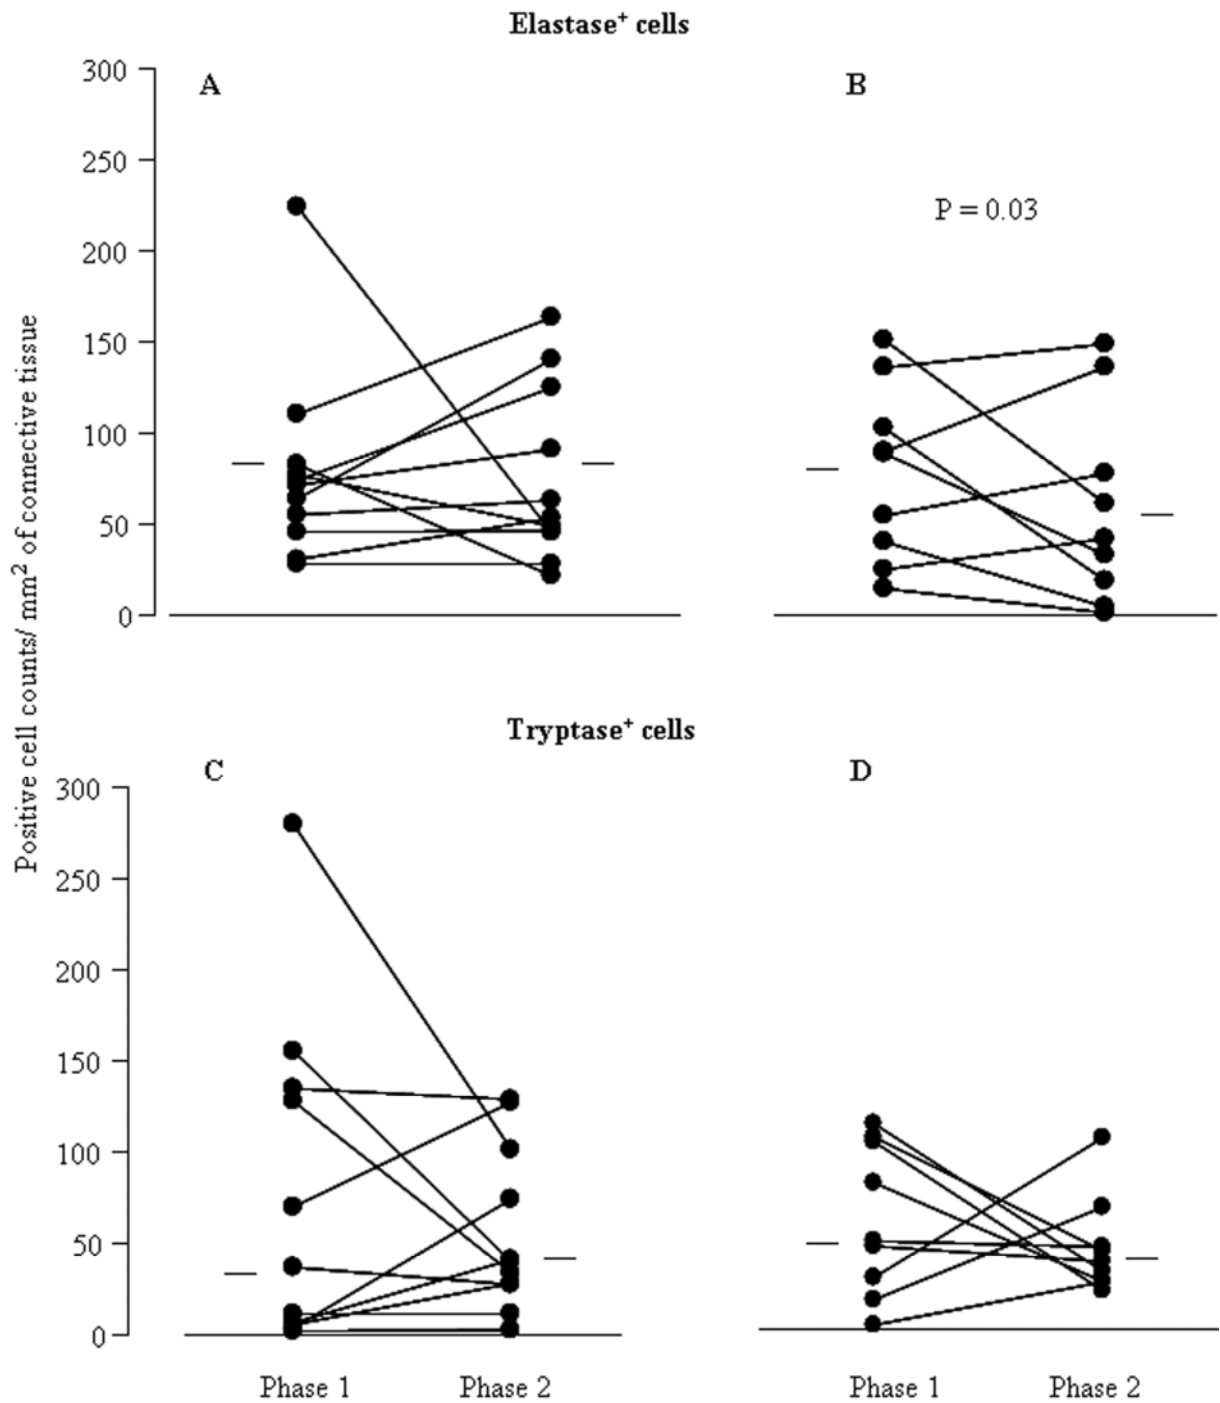 Elastase⁺ cells
A
B
300
250
200
150
100
50
0
P = 0.03
Positive cell counts/ mm² of connective tissue
Tryptase⁺ cells
C
D
300
250
200
150
100
50
0
Phase 1
Phase 2
Phase 1
Phase 2